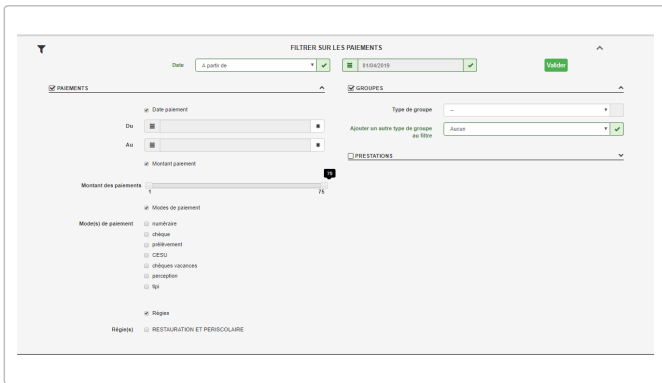 FILTRER SUR LES PAIEMENTS
Date
A partir de
01/04/2019
Valider
PAIEMENTS
Date paiement
Du
Au
Montant paiement
75
Montant des paiements
1
75
Modes de paiement
Mode(s) de paiement
numéraire
chèque
prélèvement
CESU
chèques vacances
perception
tipi
Régies
Régie(s)
RESTAURATION ET PERISCOLAIRE
GROUPES
Type de groupe
--
Ajouter un autre type de groupe
au filtre
Aucun
PRESTATIONS